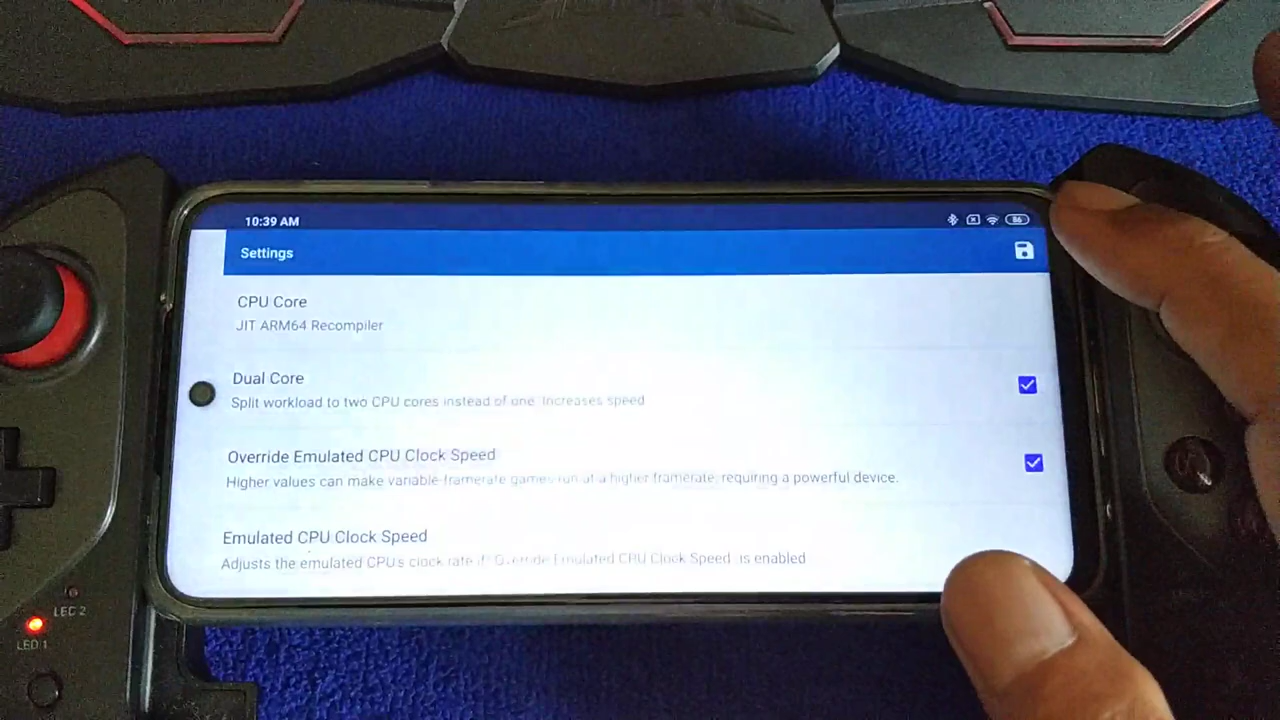 10:39 AM
86
Settings
CPU Core
JIT ARM64 Recompiler
Dual Core
Split workload to two CPU cores instead of one. Increases speed
Override Emulated CPU Clock Speed
Higher values can make variable-framerate games run at a higher framerate, requiring a powerful device.
Emulated CPU Clock Speed
Adjusts the emulated CPU's clock rate if "Override Emulated CPU Clock Speed" is enabled
LED 2
LED 1